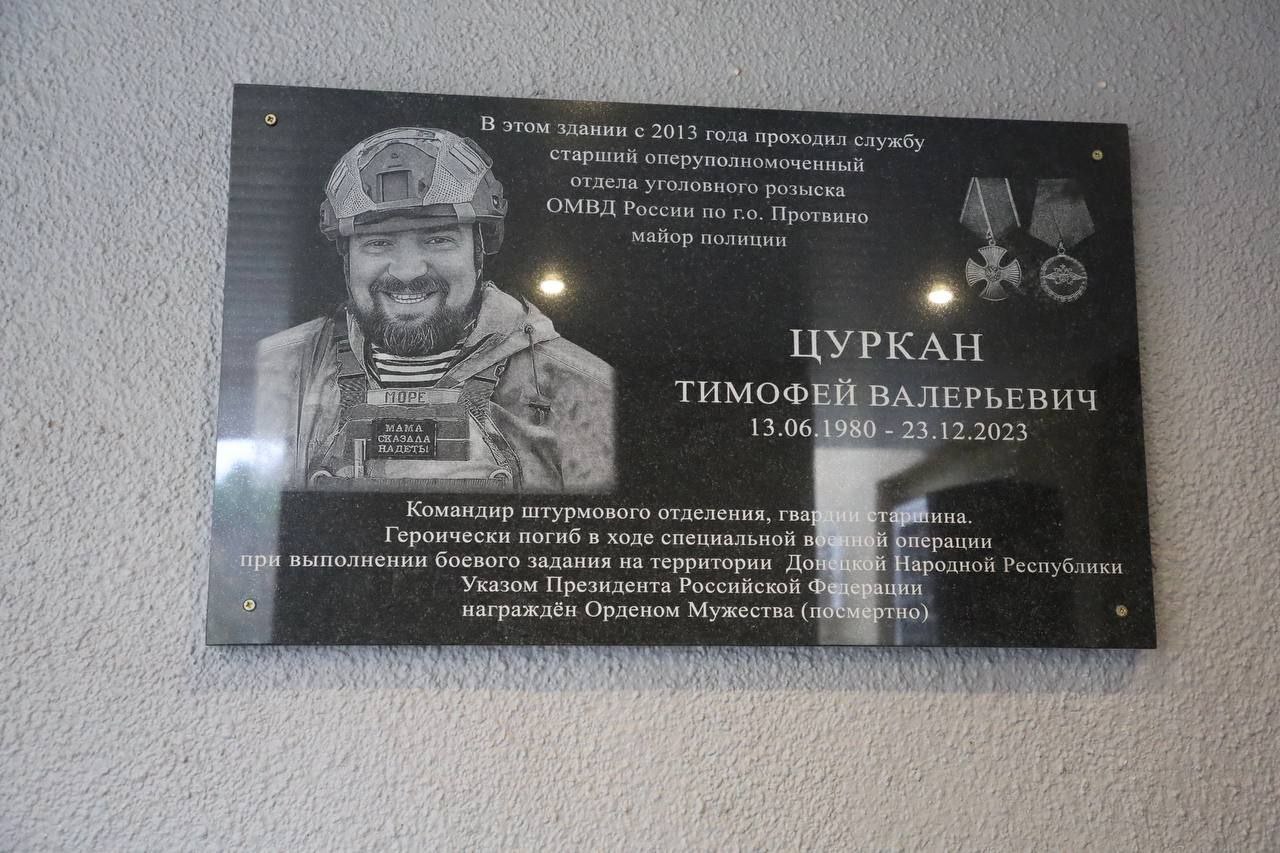 В этом здании с 2013 года проходил службу
старший оперуполномоченный
отдела уголовного розыска
ОМВД России по г.о. Протвино
майор полиции
ЦУРКАН
ТИМОФЕЙ ВАЛЕРЬЕВИЧ
13.06.1980 - 23.12.2023
МОРЕ
МАМА
СКАЗАЛА
НАДЕТЬ!
Командир штурмового отделения, гвардии старшина.
Героически погиб в ходе специальной военной операции
при выполнении боевого задания на территории Донецкой Народной Республики
Указом Президента Российской Федерации
награждён Орденом Мужества (посмертно)